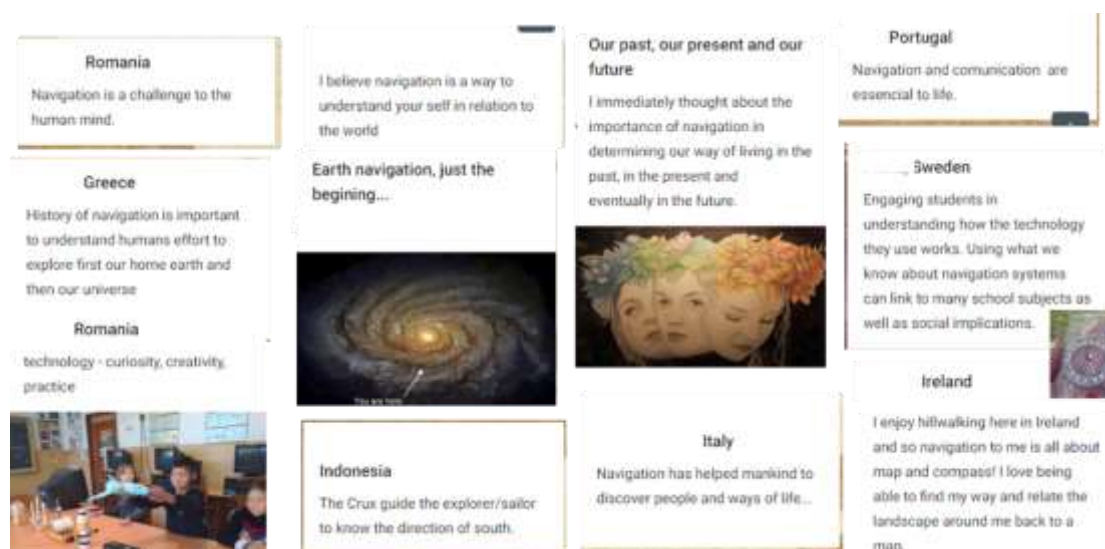 Romania
Navigation is a challenge to the
human mind.
Greece
History of navigation is important
to understand humans effort to
explore first our home earth and
then our universe
Romania
technology - curiosity, creativity,
practice
I believe navigation is a way to
understand your self in relation to
the world
Earth navigation, just the
begining...
You are here
Indonesia
The Crux guide the explorer/sailor
to know the direction of south.
Our past, our present and our
future
I immediately thought about the
importance of navigation in
determining our way of living in the
past, in the present and
eventually in the future.
Italy
Navigation has helped mankind to
discover people and ways of life...
Portugal
Navigation and comunication are
essencial to life.
Sweden
Engaging students in
understanding how the technology
they use works. Using what we
know about navigation systems
can link to many school subjects as
well as social implications.
Ireland
I enjoy hillwalking here in Ireland
and so navigation to me is all about
map and compass! I love being
able to find my way and relate the
landscape around me back to a
map.